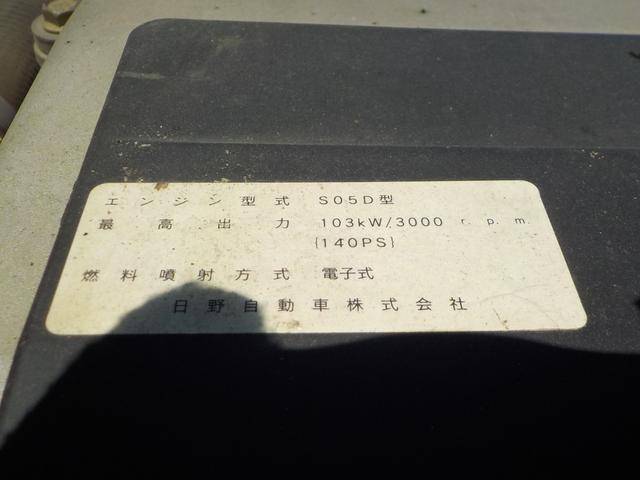 エンジン型式 S05D型
最高出力 103kW/3000 r.p.m.
{140PS}
燃料噴射方式 電子式
日野自動車株式会社